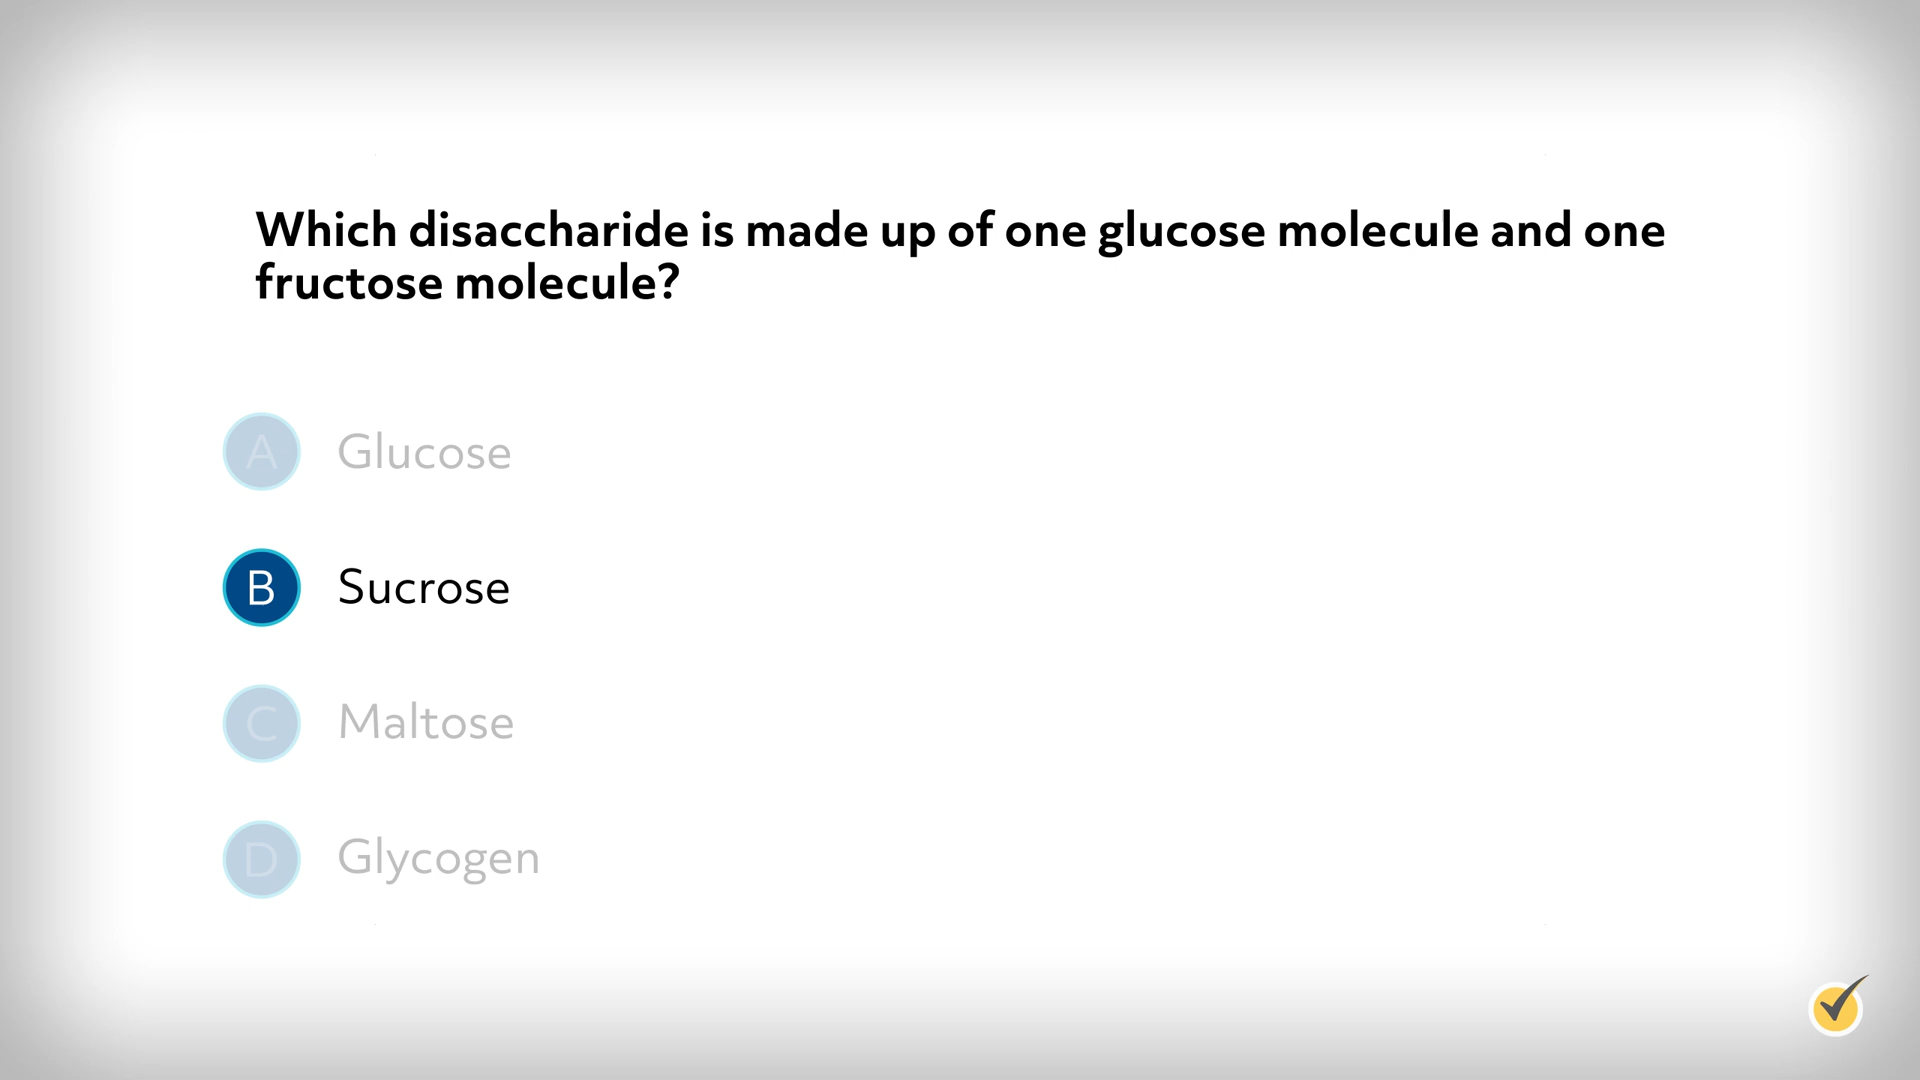 Which disaccharide is made up of one glucose molecule and one
fructose molecule?
A Glucose
B Sucrose
C Maltose
D Glycogen